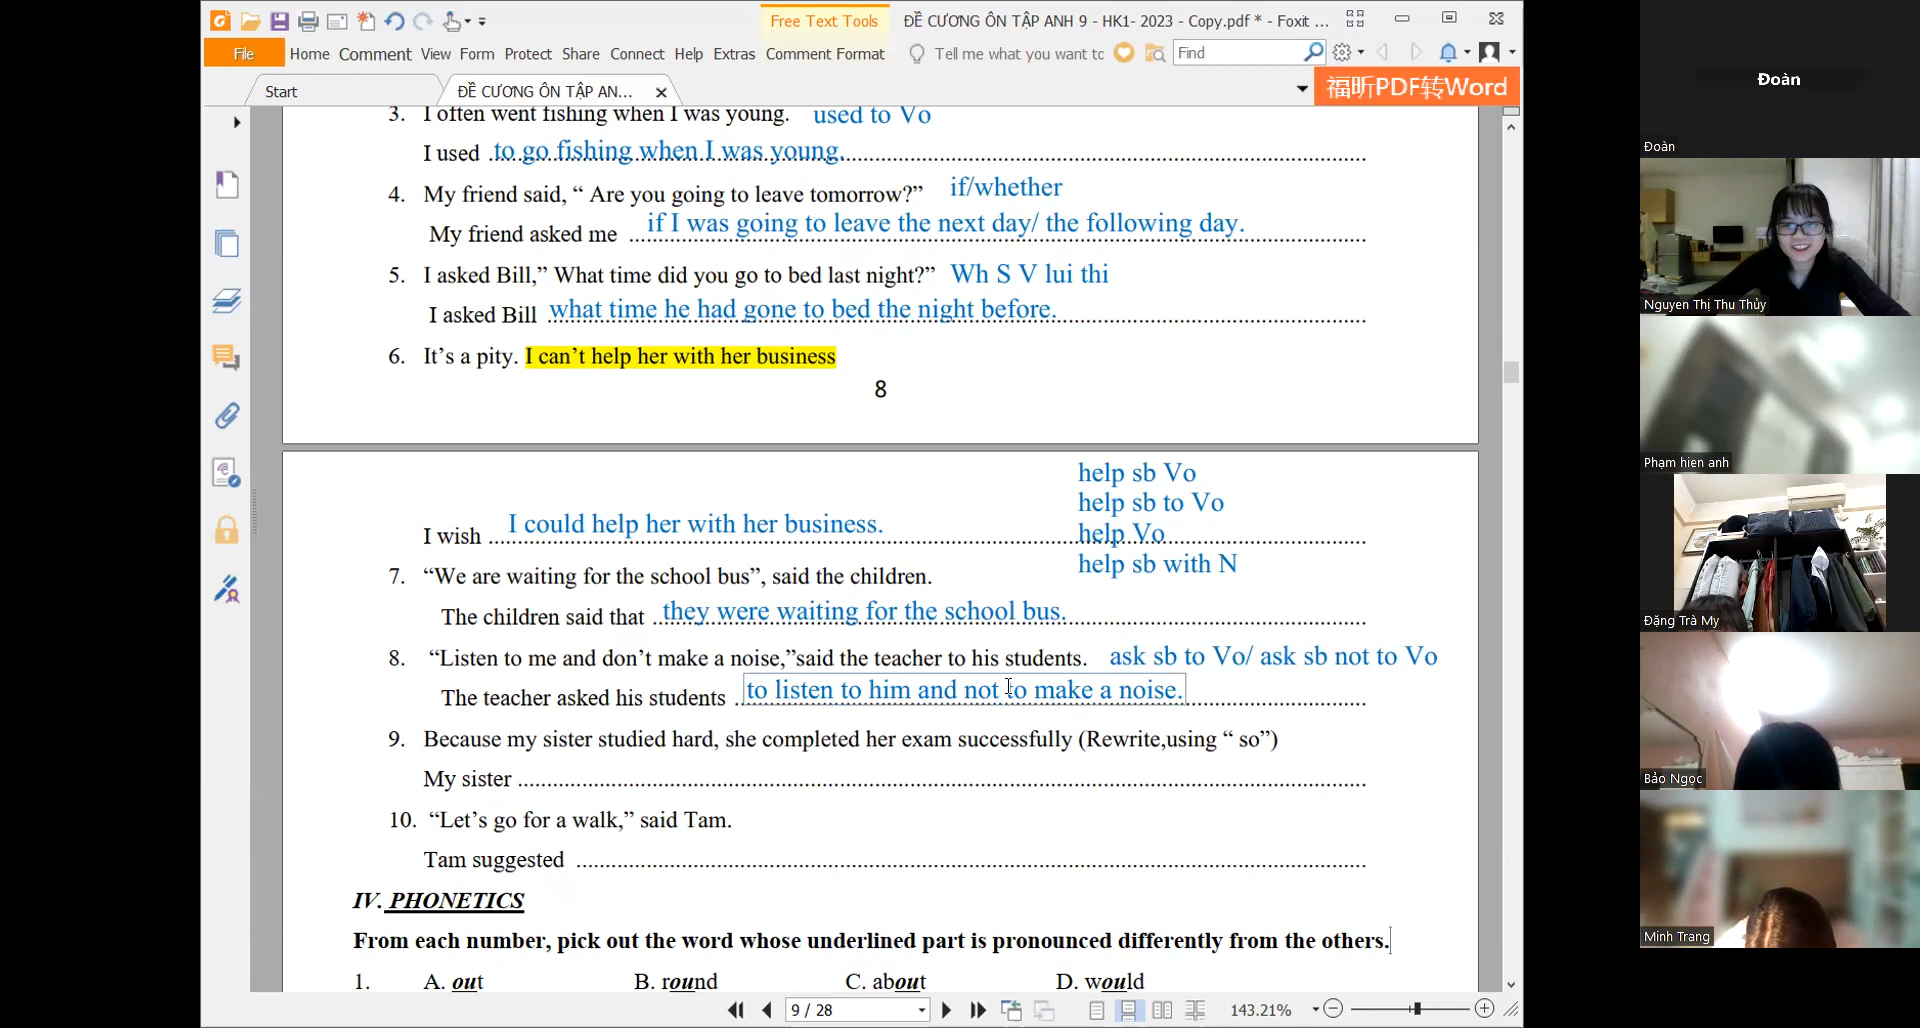 Free Text Tools
ĐỀ CƯƠNG ÔN TẬP ANH 9 - HK1- 2023 - Copy.pdf * - Foxit ...
File Home Comment View Form Protect Share Connect Help Extras Comment Format Tell me what you want to Find
Start
ĐỀ CƯƠNG ÔN TẬP AN...
福昕PDF转Word
3. I often went fishing when I was young. used to Vo
I used to go fishing when I was young.
4. My friend said, “ Are you going to leave tomorrow?” if/whether
My friend asked me if I was going to leave the next day/ the following day.
5. I asked Bill,” What time did you go to bed last night?” Wh S V lui thi
I asked Bill what time he had gone to bed the night before.
6. It’s a pity. I can’t help her with her business
8
help sb Vo
help sb to Vo
I wish I could help her with her business.
help Vo
help sb with N
7. “We are waiting for the school bus”, said the children.
The children said that they were waiting for the school bus.
8. “Listen to me and don’t make a noise,”said the teacher to his students. ask sb to Vo/ ask sb not to Vo
The teacher asked his students to listen to him and not to make a noise.
9. Because my sister studied hard, she completed her exam successfully (Rewrite,using “ so”)
My sister ........................................
10. “Let’s go for a walk,” said Tam.
Tam suggested ........................................
IV. PHONETICS
From each number, pick out the word whose underlined part is pronounced differently from the others.
1. A. out B. round C. about D. would
9 / 28
143.21%
Đoàn
Đoàn
Nguyen Thị Thu Thủy
Phạm hien anh
Đặng Trà My
Bảo Ngọc
Minh Trang